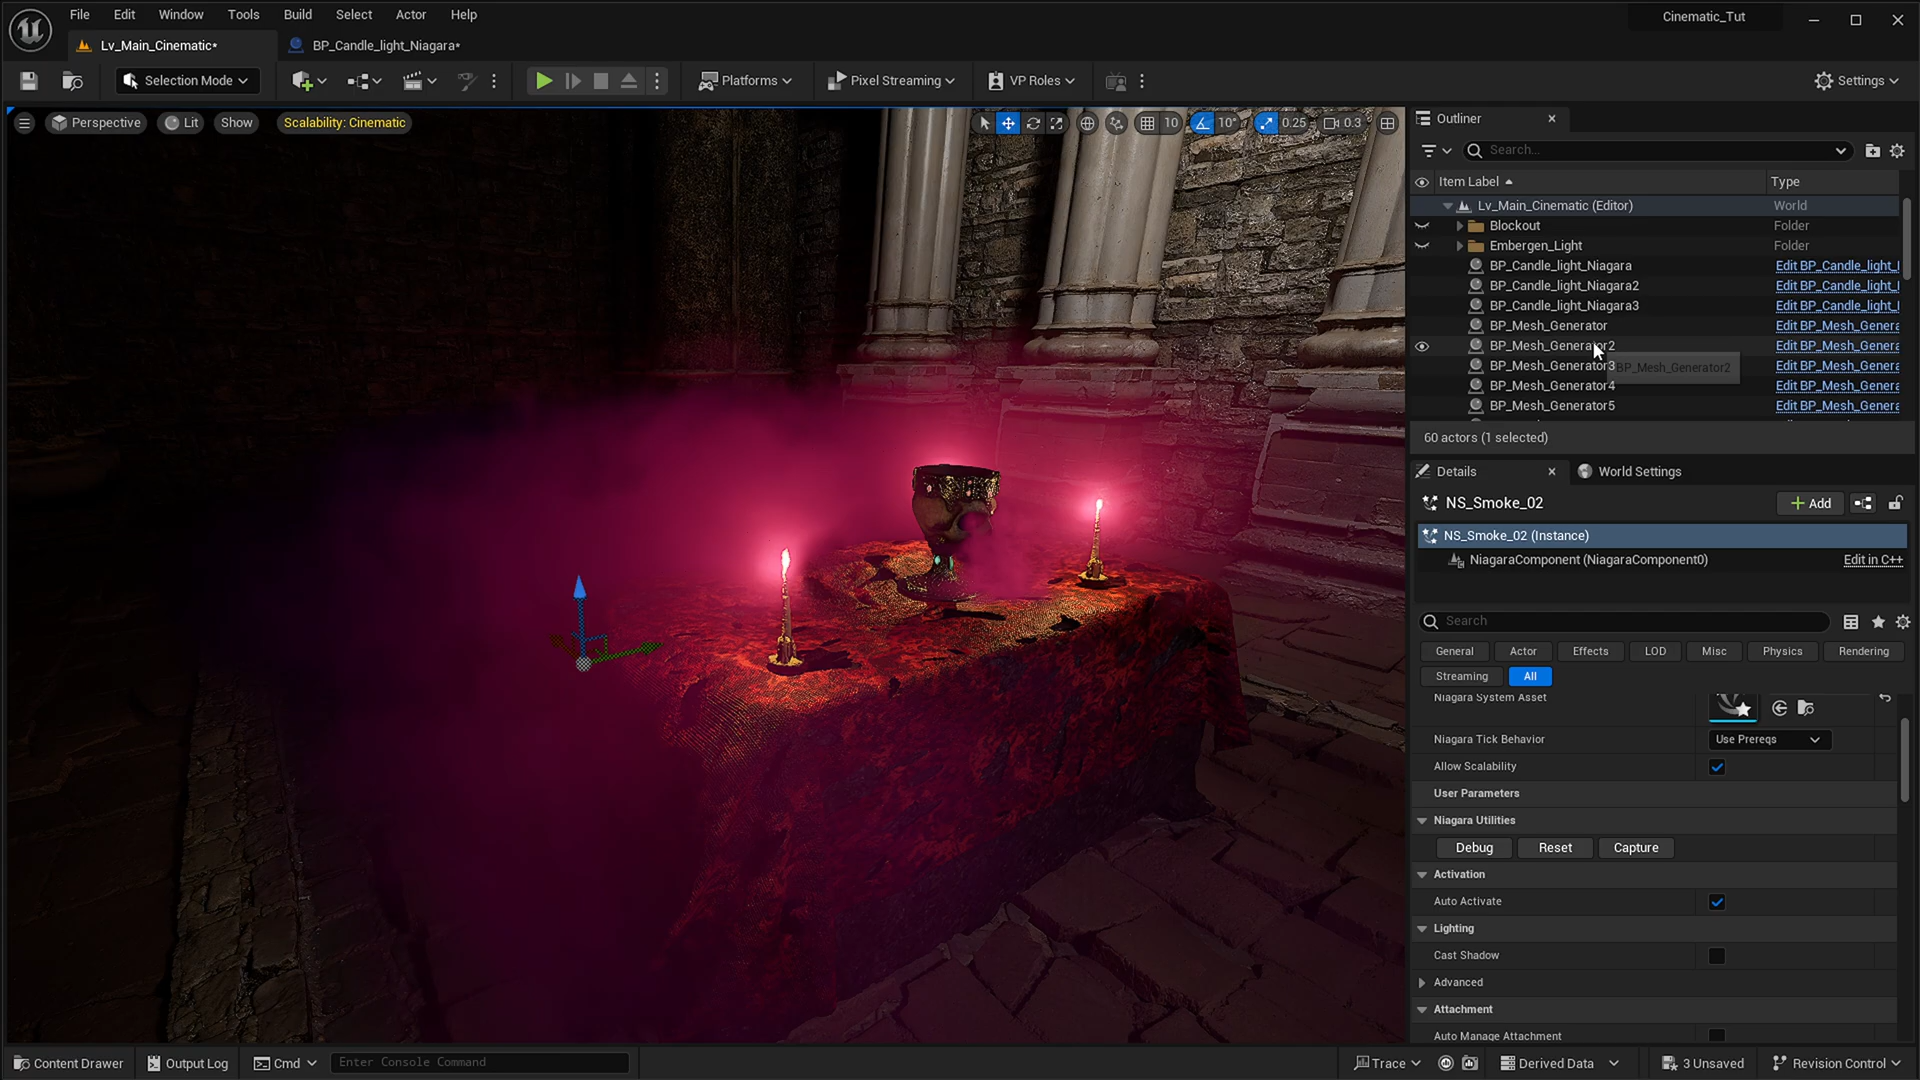 File Edit Window Tools Build Select Actor Help
Cinematic_Tut
Lv_Main_Cinematic*
BP_Candle_light_Niagara*
Selection Mode
Platforms
Pixel Streaming
VP Roles
Settings
Perspective
Lit
Show
Scalability: Cinematic
10
10°
0.25
0.3
Outliner
Search...
Item Label
Type
Lv_Main_Cinematic (Editor) World
Blockout Folder
Embergen_Light Folder
BP_Candle_light_Niagara Edit BP_Candle_light_
BP_Candle_light_Niagara2 Edit BP_Candle_light_
BP_Candle_light_Niagara3 Edit BP_Candle_light_
BP_Mesh_Generator Edit BP_Mesh_Genera
BP_Mesh_Generator2 Edit BP_Mesh_Genera
BP_Mesh_Generator3 Edit BP_Mesh_Genera
BP_Mesh_Generator2
BP_Mesh_Generator4 Edit BP_Mesh_Genera
BP_Mesh_Generator5 Edit BP_Mesh_Genera
60 actors (1 selected)
Details
World Settings
NS_Smoke_02
Add
NS_Smoke_02 (Instance)
NiagaraComponent (NiagaraComponent0) Edit in C++
Search
General Actor Effects LOD Misc Physics Rendering
Streaming All
Niagara System Asset
Niagara Tick Behavior Use Prereqs
Allow Scalability
User Parameters
Niagara Utilities
Debug Reset Capture
Activation
Auto Activate
Lighting
Cast Shadow
Advanced
Attachment
Auto Manage Attachment
Content Drawer
Output Log
Cmd
Enter Console Command
Trace
Derived Data
3 Unsaved
Revision Control